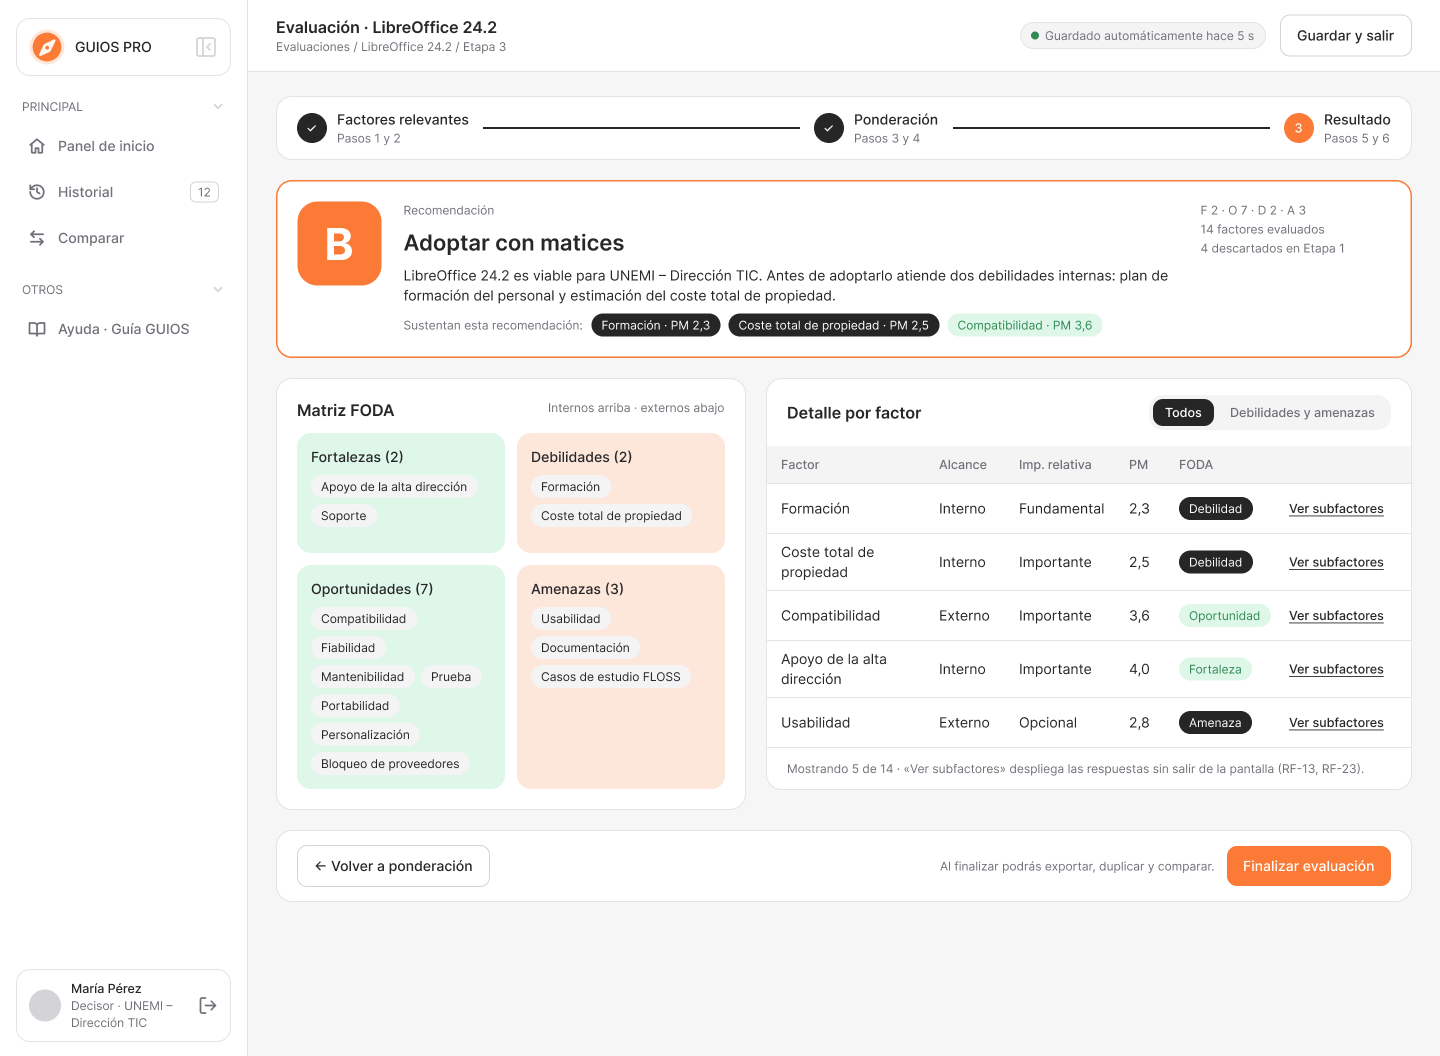 GUIOS PRO
PRINCIPAL
Panel de inicio
Historial
12
Comparar
OTROS
Ayuda · Guía GUIOS
María Pérez
Decisor · UNEMI –
Dirección TIC
Evaluación · LibreOffice 24.2
Evaluaciones / LibreOffice 24.2 / Etapa 3
Guardado automáticamente hace 5 s
Guardar y salir
Factores relevantes
Pasos 1 y 2
Ponderación
Pasos 3 y 4
3
Resultado
Pasos 5 y 6
B
Recomendación
Adoptar con matices
LibreOffice 24.2 es viable para UNEMI – Dirección TIC. Antes de adoptarlo atiende dos debilidades internas: plan de
formación del personal y estimación del coste total de propiedad.
Sustentan esta recomendación:
Formación · PM 2,3
Coste total de propiedad · PM 2,5
Compatibilidad · PM 3,6
F 2 · O 7 · D 2 · A 3
14 factores evaluados
4 descartados en Etapa 1
Matriz FODA
Internos arriba · externos abajo
Fortalezas (2)
Apoyo de la alta dirección
Soporte
Debilidades (2)
Formación
Coste total de propiedad
Oportunidades (7)
Compatibilidad
Fiabilidad
Mantenibilidad
Prueba
Portabilidad
Personalización
Bloqueo de proveedores
Amenazas (3)
Usabilidad
Documentación
Casos de estudio FLOSS
Detalle por factor
Todos
Debilidades y amenazas
Factor Alcance Imp. relativa PM FODA
Formación Interno Fundamental 2,3 Debilidad Ver subfactores
Coste total de
propiedad Interno Importante 2,5 Debilidad Ver subfactores
Compatibilidad Externo Importante 3,6 Oportunidad Ver subfactores
Apoyo de la alta
dirección Interno Importante 4,0 Fortaleza Ver subfactores
Usabilidad Externo Opcional 2,8 Amenaza Ver subfactores
Mostrando 5 de 14 · «Ver subfactores» despliega las respuestas sin salir de la pantalla (RF-13, RF-23).
← Volver a ponderación
Al finalizar podrás exportar, duplicar y comparar.
Finalizar evaluación